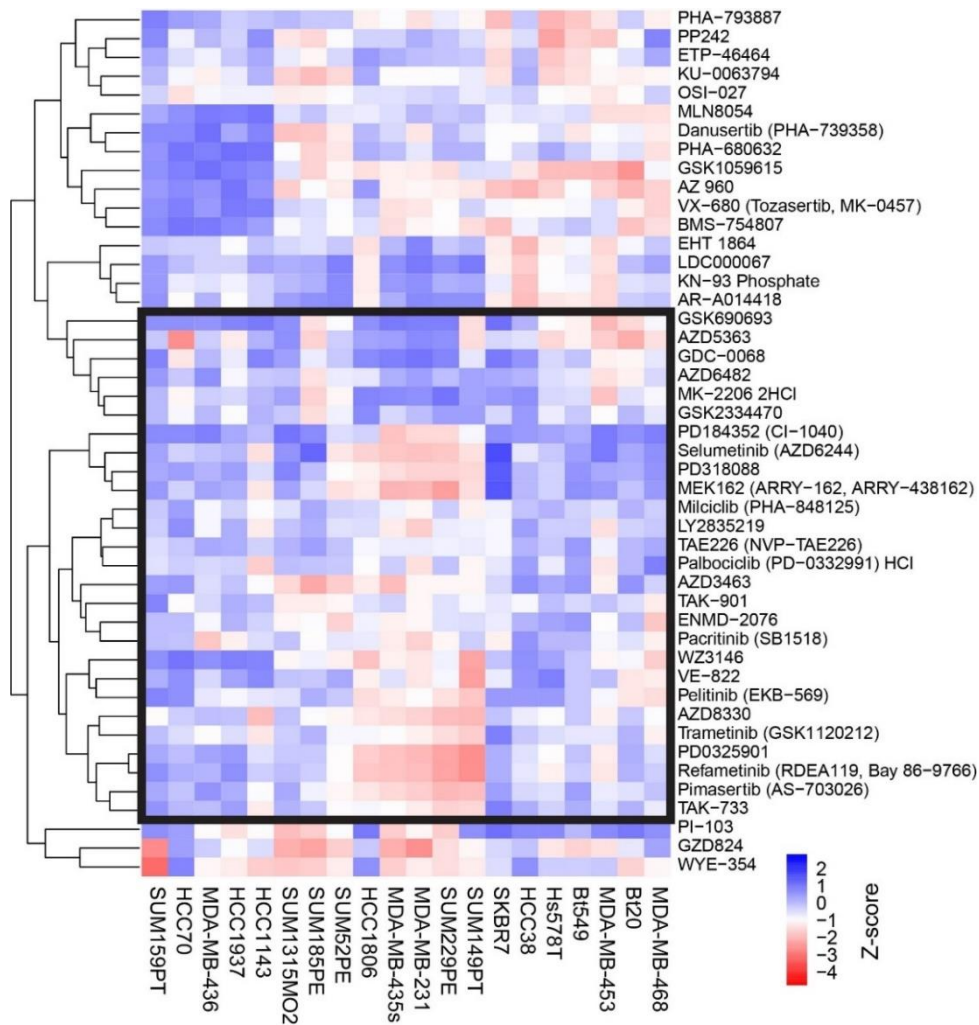 PHA−793887
PP242
ETP−46464
KU−0063794
OSI−027
MLN8054
Danusertib (PHA−739358)
PHA−680632
GSK1059615
AZ 960
VX−680 (Tozasertib, MK−0457)
BMS−754807
EHT 1864
LDC000067
KN−93 Phosphate
AR−A014418
GSK690693
AZD5363
GDC−0068
AZD6482
MK−2206 2HCl
GSK2334470
PD184352 (CI−1040)
Selumetinib (AZD6244)
PD318088
MEK162 (ARRY−162, ARRY−438162)
Milciclib (PHA−848125)
LY2835219
TAE226 (NVP−TAE226)
Palbociclib (PD−0332991) HCl
AZD3463
TAK−901
ENMD−2076
Pacritinib (SB1518)
WZ3146
VE−822
Pelitinib (EKB−569)
AZD8330
Trametinib (GSK1120212)
PD0325901
Refametinib (RDEA119, Bay 86−9766)
Pimasertib (AS−703026)
TAK−733
PI−103
GZD824
WYE−354
SUM159PT
HCC70
MDA-MB-436
HCC1937
HCC1143
SUM1315MO2
SUM185PE
SUM52PE
HCC1806
MDA-MB-435s
MDA-MB-231
SUM229PE
SUM149PT
SKBR7
HCC38
Hs578T
Bt549
MDA-MB-453
Bt20
MDA-MB-468
2
1
0
−1
−2
−3
−4
Z-score